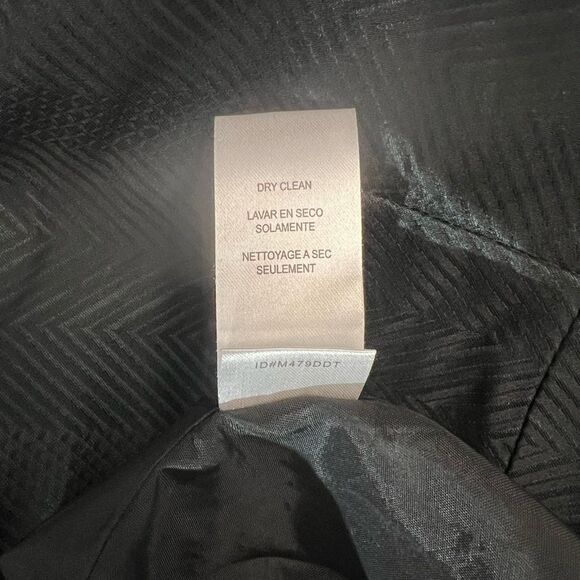 DRY CLEAN
LAVAR EN SECO
SOLAMENTE
NETTOYAGE A SEC
SEULEMENT
ID#M479DDT